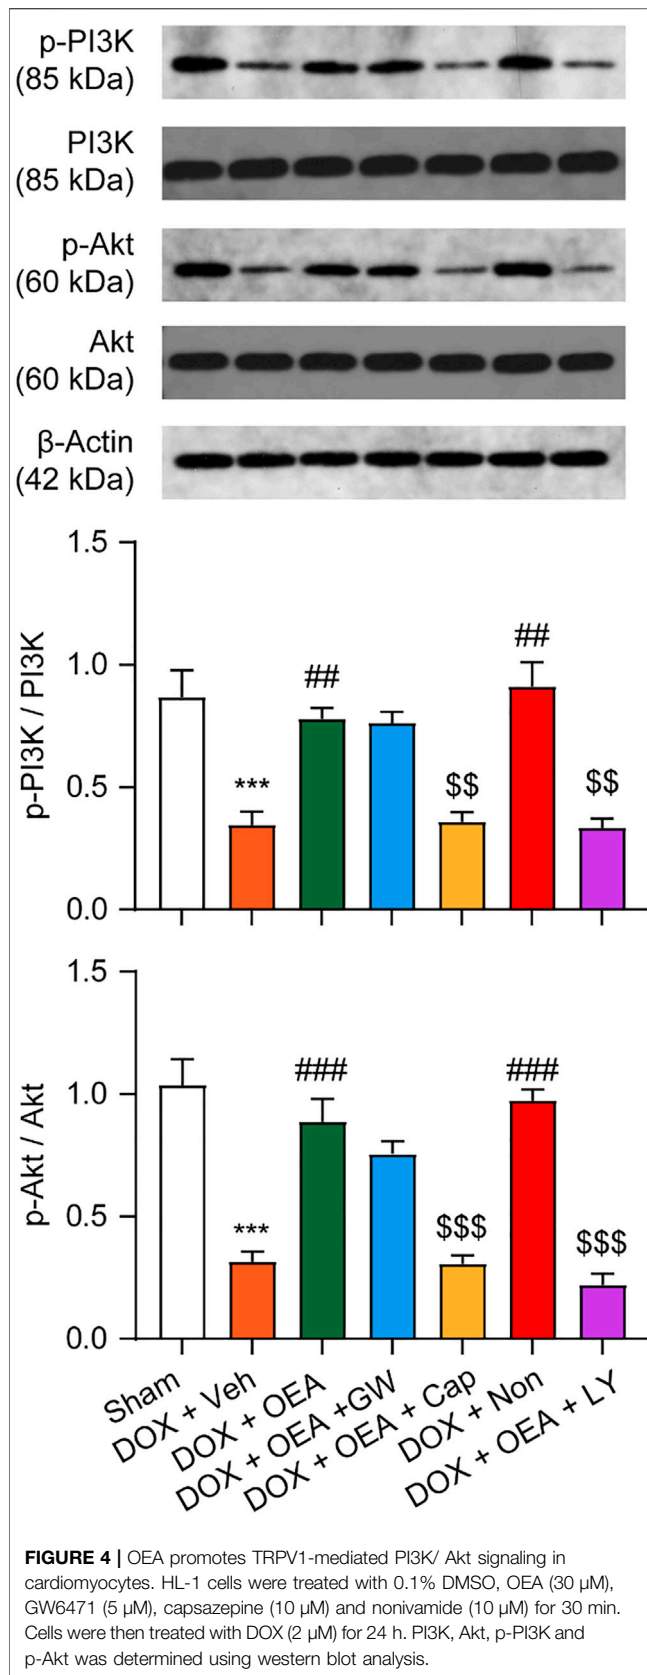 p-PI3K
(85 kDa)
PI3K
(85 kDa)
p-Akt
(60 kDa)
Akt
(60 kDa)
β-Actin
(42 kDa)
1.5
1.0
0.5
0.0
p-PI3K / PI3K
***
##
$$
##
$$
1.5
1.0
0.5
0.0
p-Akt / Akt
***
###
$$$
###
$$$
Sham
DOX + Veh
DOX + OEA
DOX + OEA +GW
DOX + OEA + Cap
DOX + Non
DOX + OEA + LY
FIGURE 4 | OEA promotes TRPV1-mediated PI3K/ Akt signaling in
cardiomyocytes. HL-1 cells were treated with 0.1% DMSO, OEA (30 μM),
GW6471 (5 μM), capsazepine (10 μM) and nonivamide (10 μM) for 30 min.
Cells were then treated with DOX (2 μM) for 24 h. PI3K, Akt, p-PI3K and
p-Akt was determined using western blot analysis.